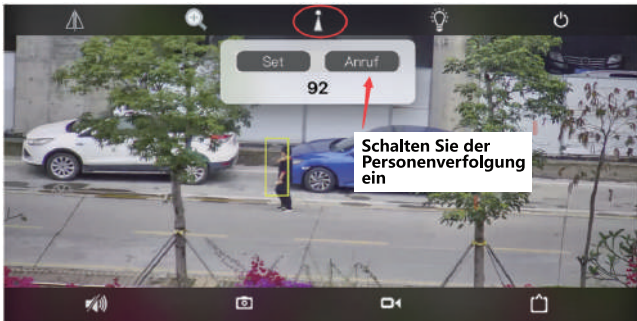 Set Anruf
92
Schalten Sie der
Personenverfolgung
ein